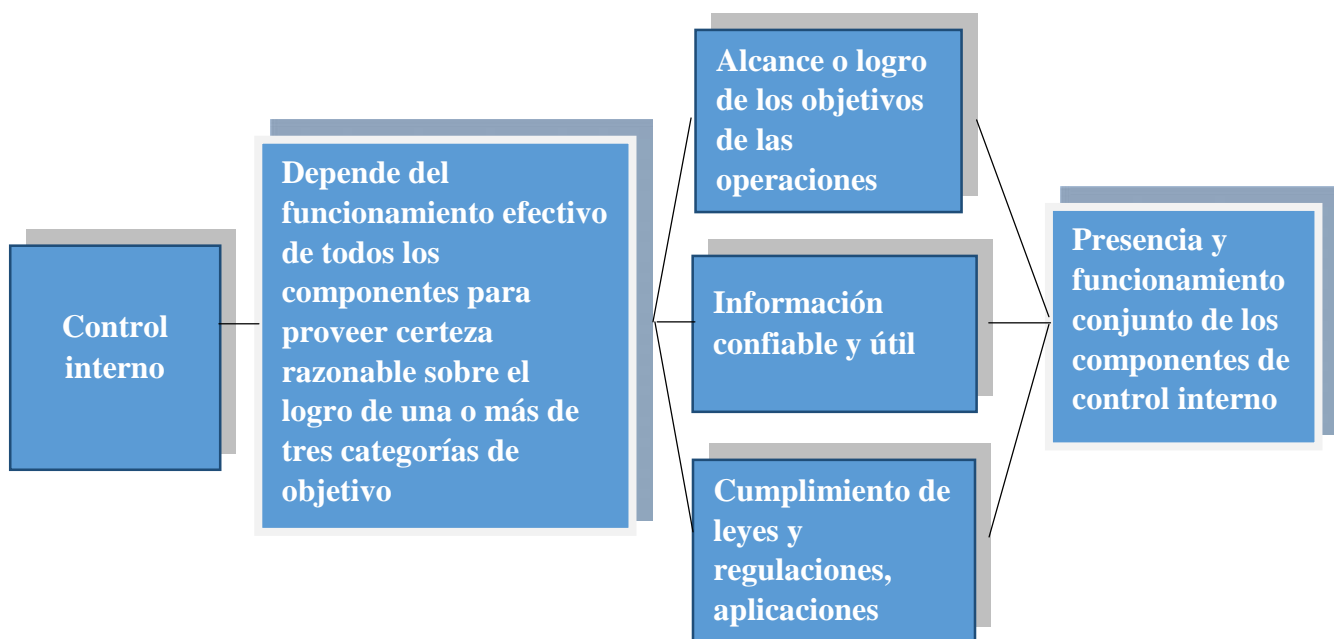 Control
interno
Depende del
funcionamiento efectivo
de todos los
componentes para
proveer certeza
razonable sobre el
logro de una o más de
tres categorías de
objetivo
Alcance o logro
de los objetivos
de las
operaciones
Información
confiable y útil
Cumplimiento de
leyes y
regulaciones,
aplicaciones
Presencia y
funcionamiento
conjunto de los
componentes de
control interno